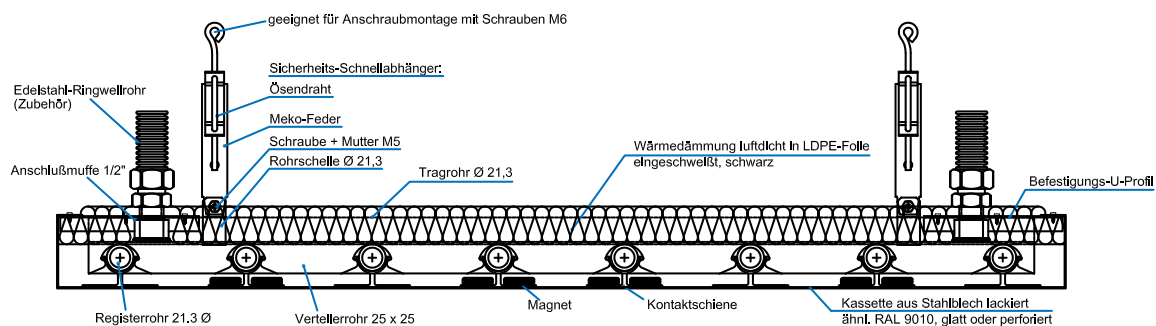 geeignet für Anschraubmontage mit Schrauben M6
Sicherheits-Schnellabhänger:
Ösendraht
Edelstahl-Ringwellrohr
(Zubehör)
Meko-Feder
Schraube + Mutter M5
Rohrschelle Ø 21,3
Anschlußmuffe 1/2"
Tragrohr Ø 21,3
Wärmedämmung luftdicht in LDPE-Folie
eingeschweißt, schwarz
Befestigungs-U-Profil
Registerrohr 21.3 Ø
Verteilerrohr 25 x 25
Magnet
Kontaktschiene
Kassette aus Stahlblech lackiert
ähnl. RAL 9010, glatt oder perforiert